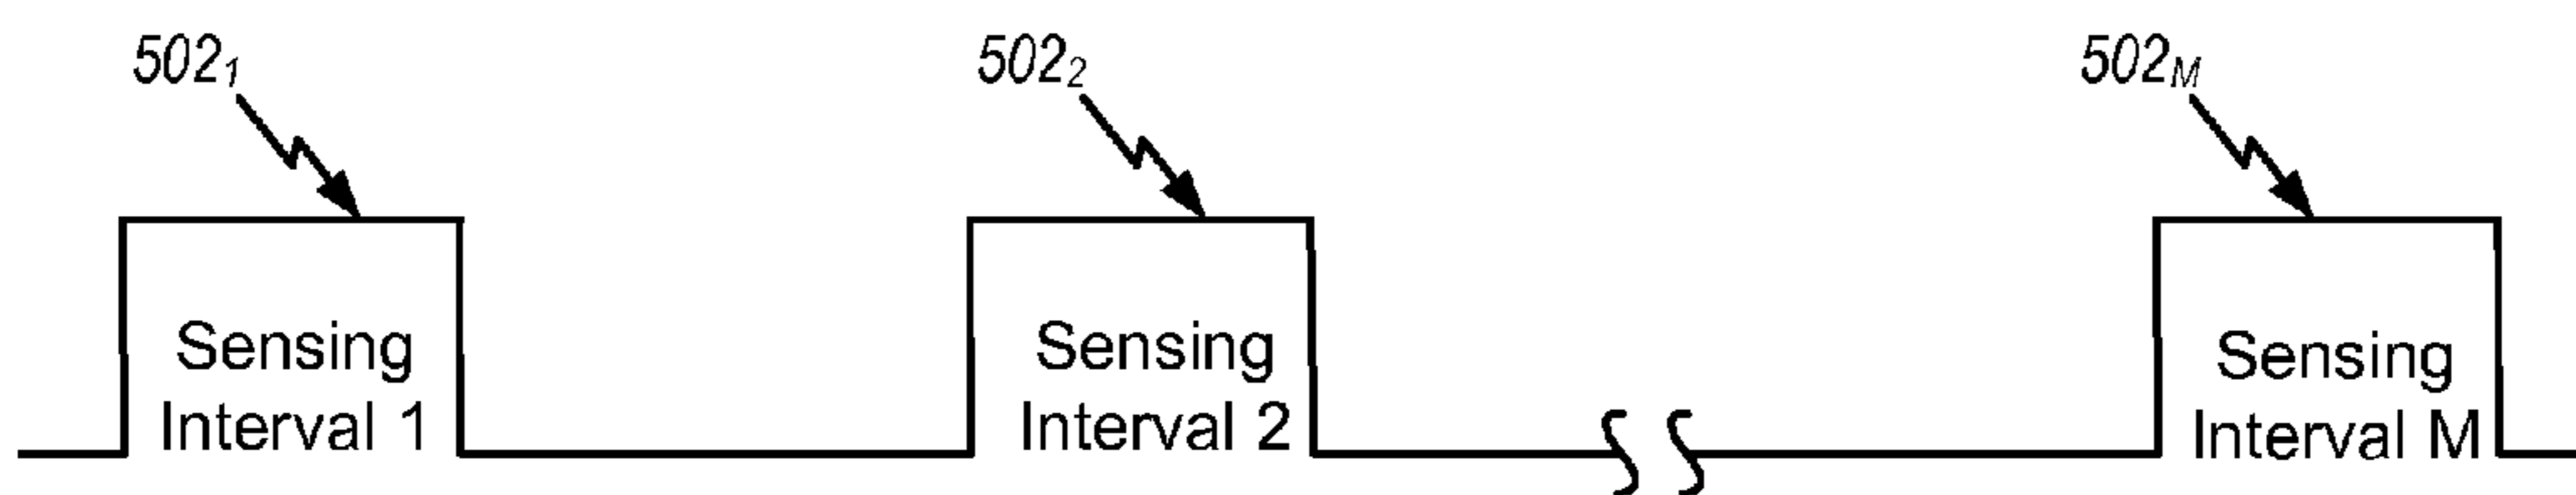 502₁
502₂
502M
Sensing
Interval 1
Sensing
Interval 2
Sensing
Interval M